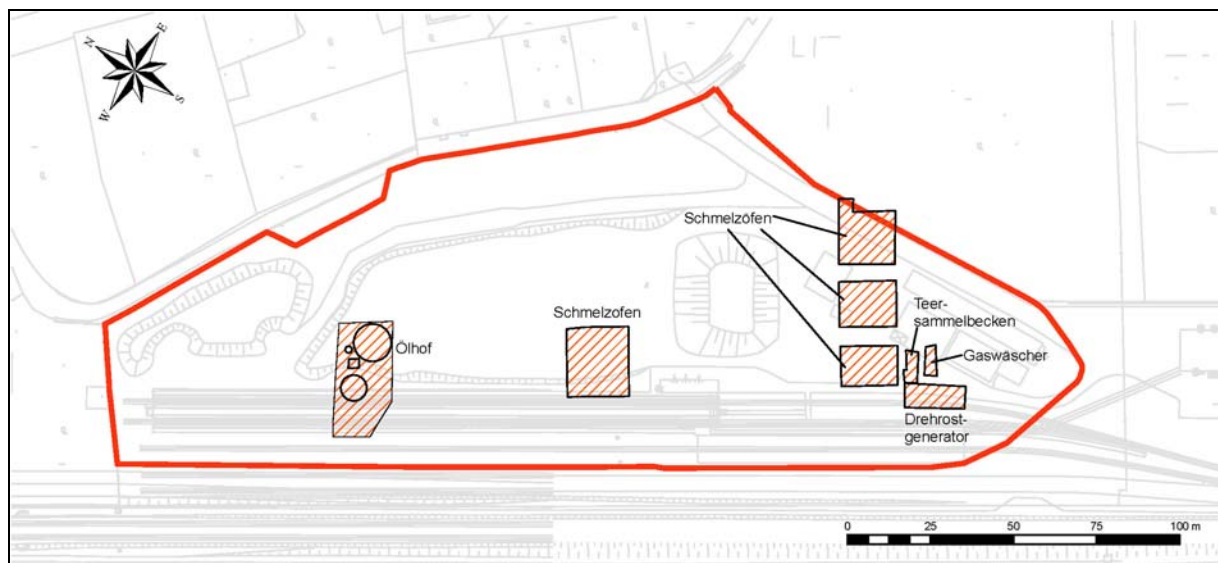 N
E
W
S
Schmelzöfen
Schmelzofen
Ölhof
Teer-
sammelbecken
Gaswäscher
Drehrost-
generator
0 25 50 75 100 m